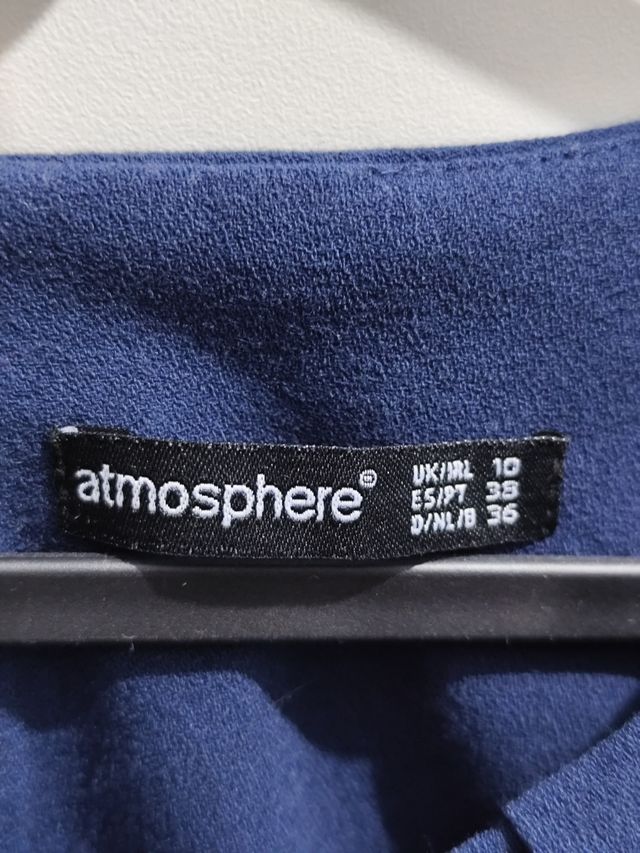 atmosphere®
UK/IRL 10
ES/PT 38
D/NL/B 36